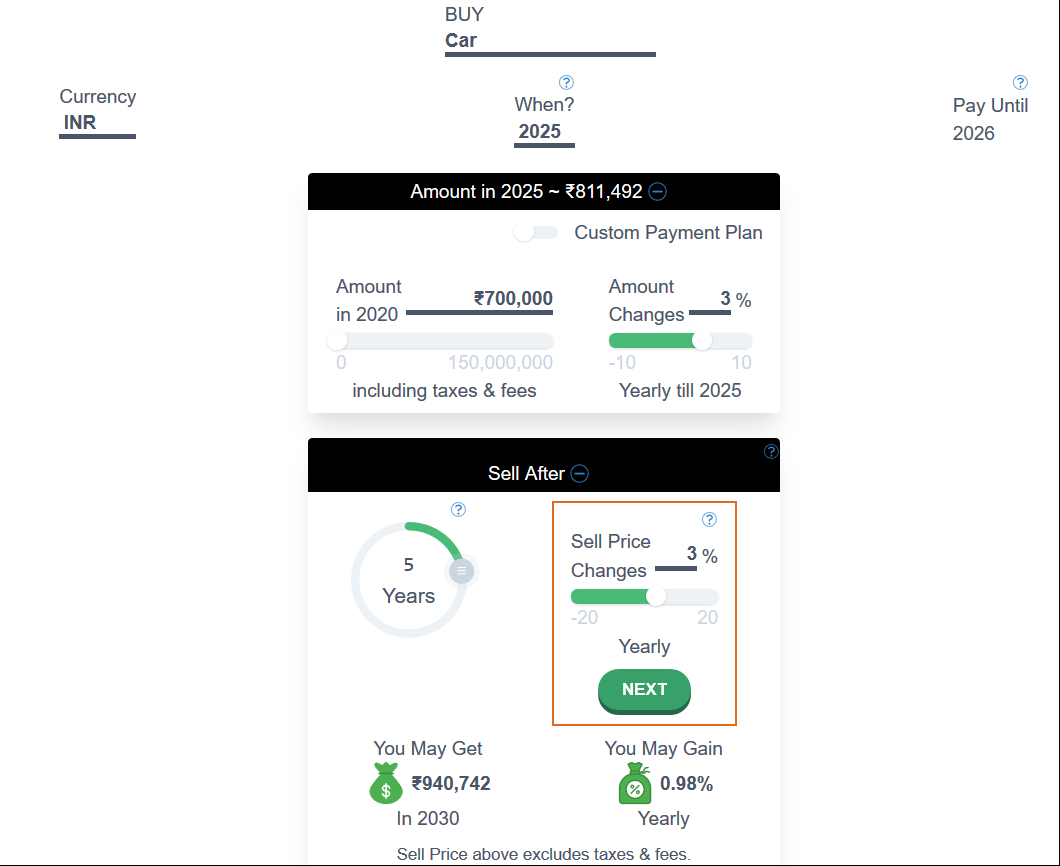 BUY
Car
?
?
Currency
When?
Pay Until
INR
2025
2026
Amount in 2025 ~ ₹811,492
Custom Payment Plan
Amount
in 2020
₹700,000
Amount
Changes
3 %
0
150,000,000
-10
10
including taxes & fees
Yearly till 2025
?
Sell After
?
5
Years
?
Sell Price
Changes
3 %
-20
20
Yearly
NEXT
You May Get
You May Gain
$
₹940,742
%
0.98%
In 2030
Yearly
Sell Price above excludes taxes & fees.